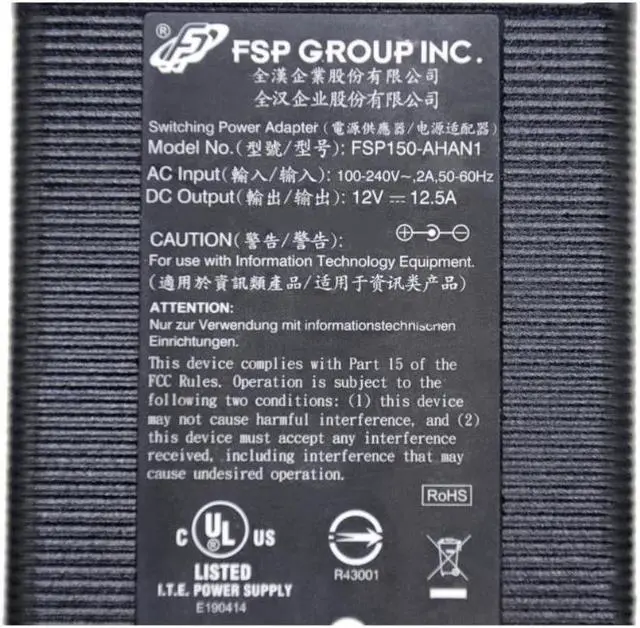 ® FSP GROUP INC.
全漢企業股份有限公司
全汉企业股份有限公司
Switching Power Adapter (電源供應器/电源适配器)
Model No.(型號/型号): FSP150-AHAN1
AC Input(輸入/输入): 100-240V~,2A,50-60Hz
DC Output(輸出/输出): 12V ⎓ 12.5A
CAUTION(警告/警告):
For use with Information Technology Equipment.
(適用於資訊類產品/适用于资讯类产品)
ATTENTION:
Nur zur Verwendung mit informationstechnischen
Einrichtungen.
This device complies with Part 15 of the
FCC Rules. Operation is subject to the
following two conditions: (1) this device
may not cause harmful interference, and (2)
this device must accept any interference
received, including interference that may
cause undesired operation.
RoHS
C UL US
LISTED
I.T.E. POWER SUPPLY
E190414
R43001